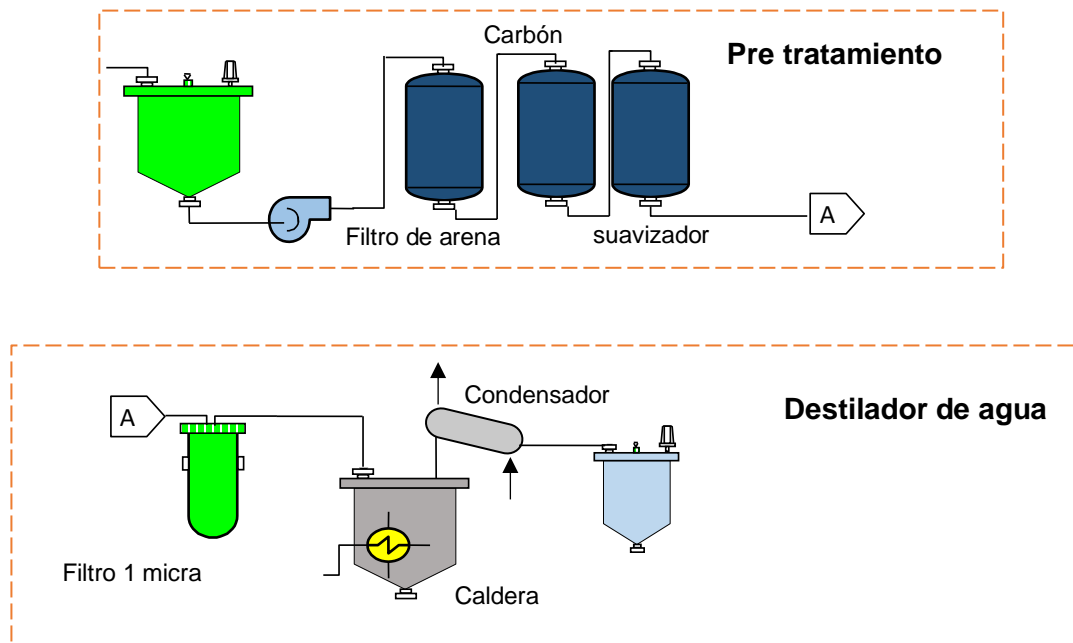 Carbón
Pre tratamiento
Filtro de arena
suavizador
A
A
Condensador
Destilador de agua
Filtro 1 micra
Caldera